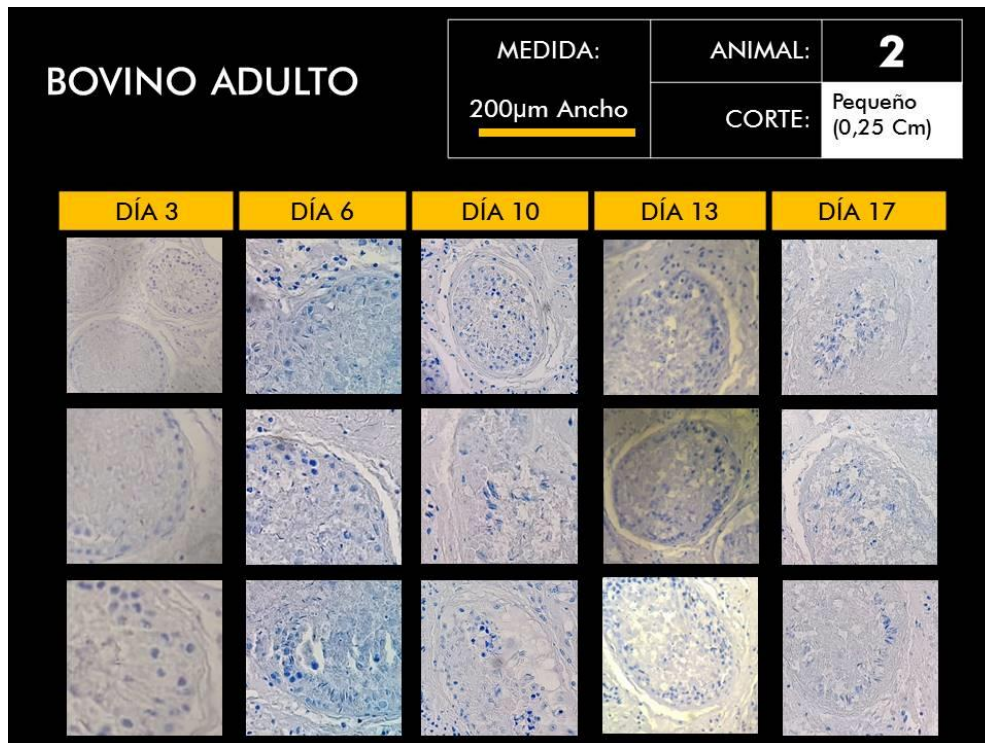 BOVINO ADULTO
MEDIDA:
200µm Ancho
ANIMAL:
2
CORTE:
Pequeño
(0,25 Cm)
DÍA 3
DÍA 6
DÍA 10
DÍA 13
DÍA 17